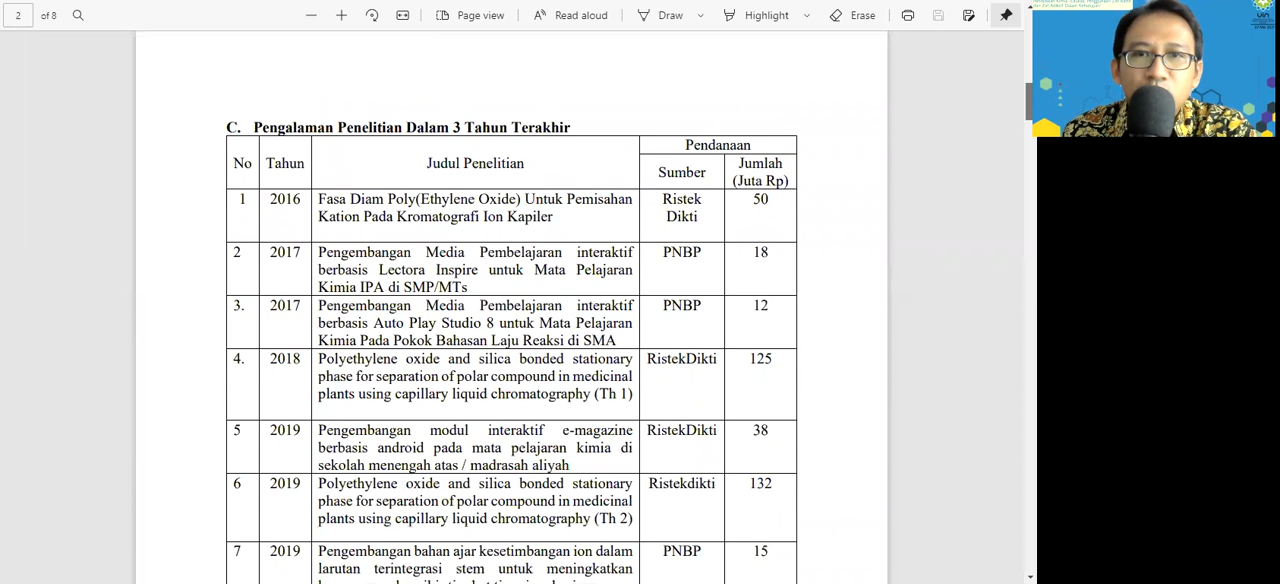 2 of 8 Page view Read aloud Draw Highlight Erase
uin
C. Pengalaman Penelitian Dalam 3 Tahun Terakhir
No Tahun Judul Penelitian Pendanaan
Sumber Jumlah
(Juta Rp)
1 2016 Fasa Diam Poly(Ethylene Oxide) Untuk Pemisahan Ristek 50
Kation Pada Kromatografi Ion Kapiler Dikti
2 2017 Pengembangan Media Pembelajaran interaktif PNBP 18
berbasis Lectora Inspire untuk Mata Pelajaran
Kimia IPA di SMP/MTs
3. 2017 Pengembangan Media Pembelajaran interaktif PNBP 12
berbasis Auto Play Studio 8 untuk Mata Pelajaran
Kimia Pada Pokok Bahasan Laju Reaksi di SMA
4. 2018 Polyethylene oxide and silica bonded stationary RistekDikti 125
phase for separation of polar compound in medicinal
plants using capillary liquid chromatography (Th 1)
5 2019 Pengembangan modul interaktif e-magazine RistekDikti 38
berbasis android pada mata pelajaran kimia di
sekolah menengah atas / madrasah aliyah
6 2019 Polyethylene oxide and silica bonded stationary Ristekdikti 132
phase for separation of polar compound in medicinal
plants using capillary liquid chromatography (Th 2)
7 2019 Pengembangan bahan ajar kesetimbangan ion dalam PNBP 15
larutan terintegrasi stem untuk meningkatkan